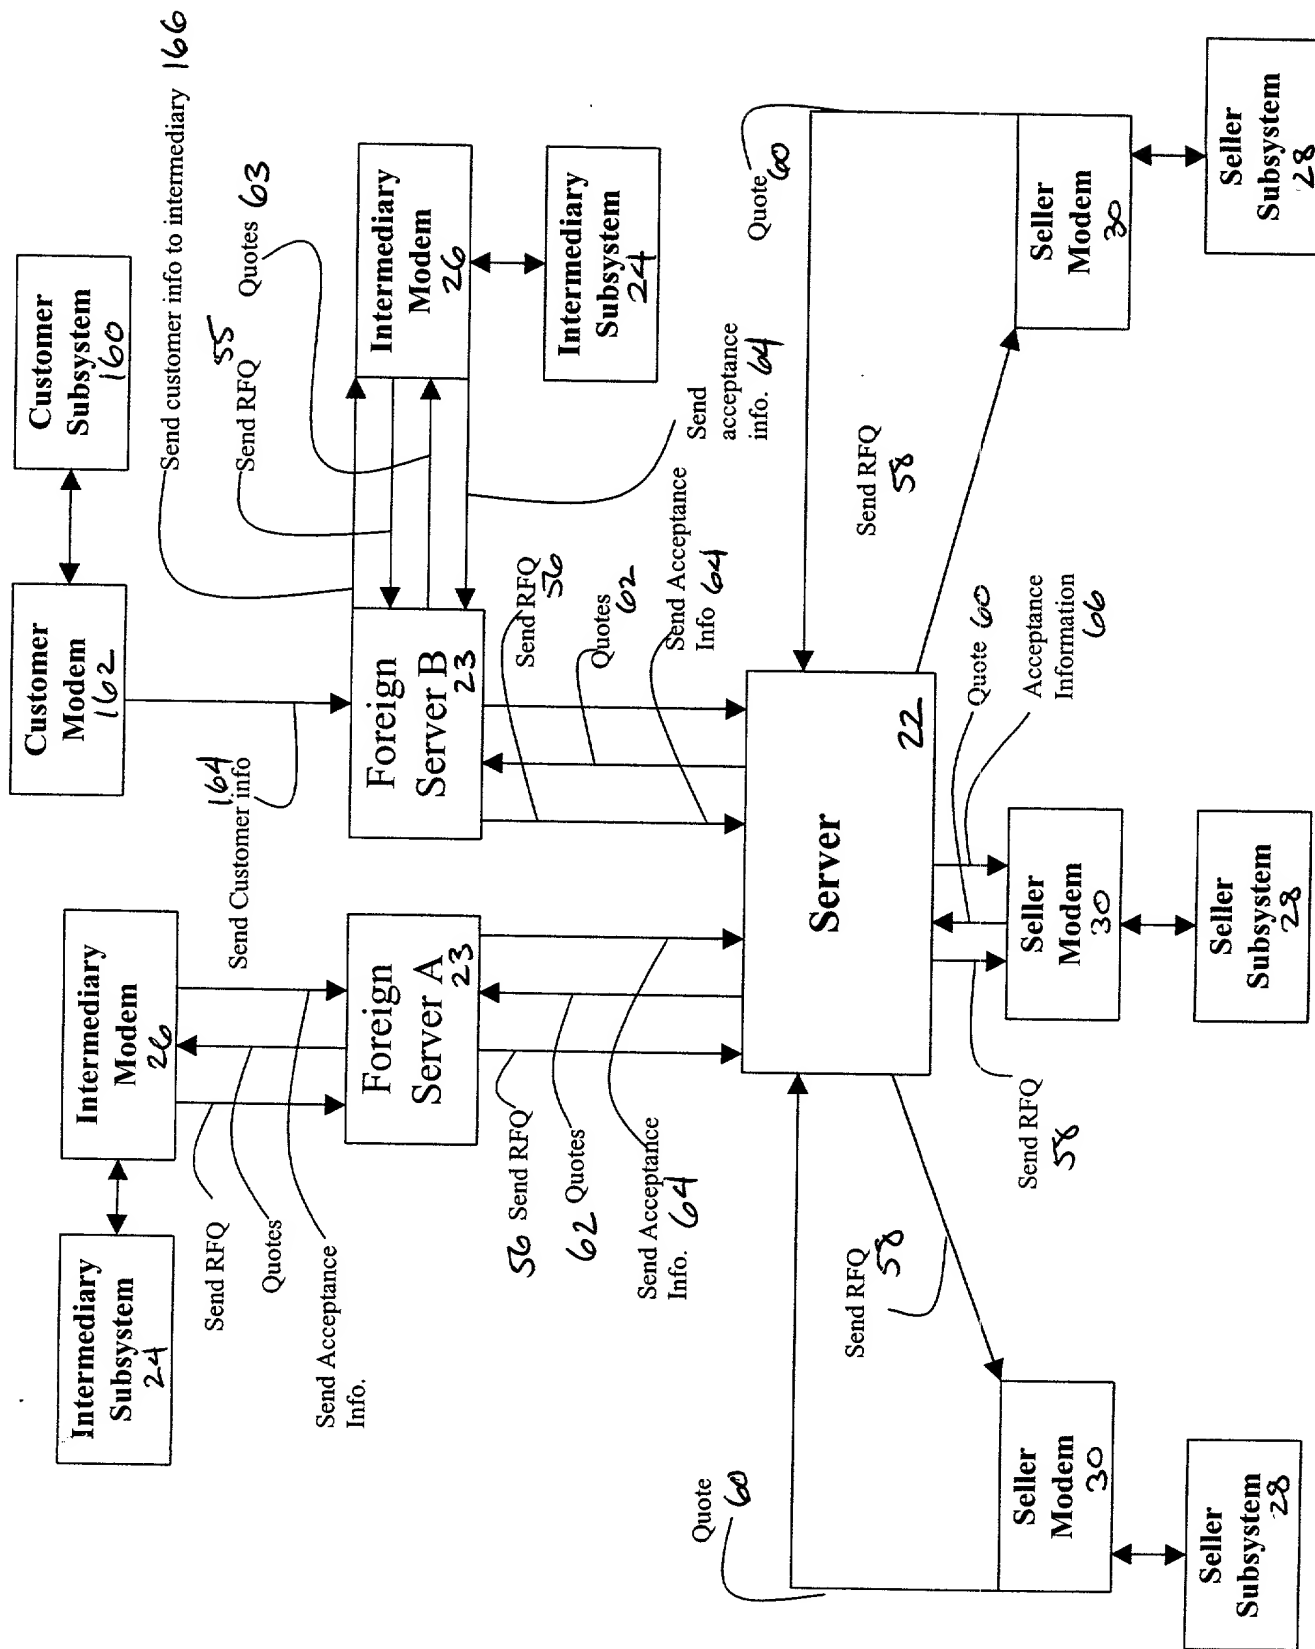 Intermediary
Subsystem
24
Intermediary
Modem
26
Customer
Modem
162
Customer
Subsystem
160
Send RFQ
Quotes
Send Acceptance
Info.
Send Customer info
164
Send customer info to intermediary 166
Send RFQ 55
Quotes 63
Foreign
Server A
23
Foreign
Server B
23
Intermediary
Modem
26
Intermediary
Subsystem
24
56 Send RFQ
62 Quotes
Send Acceptance
Info. 64
Send RFQ
56
Quotes
62
Send Acceptance
Info 64
Send
acceptance
info. 64
Server
22
Quote
60
Send RFQ
58
Send RFQ
58
Quote 60
Acceptance
Information
66
Send RFQ
58
Quote
60
Seller
Modem
30
Seller
Subsystem
28
Seller
Modem
30
Seller
Subsystem
28
Seller
Modem
30
Seller
Subsystem
28